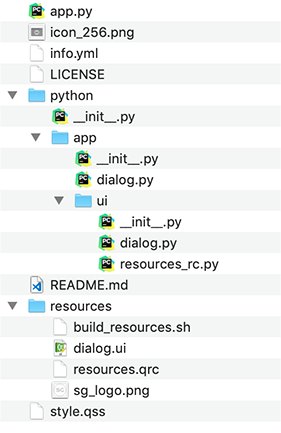 app.py
icon_256.png
info.yml
LICENSE
python
__init__.py
app
__init__.py
dialog.py
ui
__init__.py
dialog.py
resources_rc.py
README.md
resources
build_resources.sh
dialog.ui
resources.qrc
sg_logo.png
style.qss